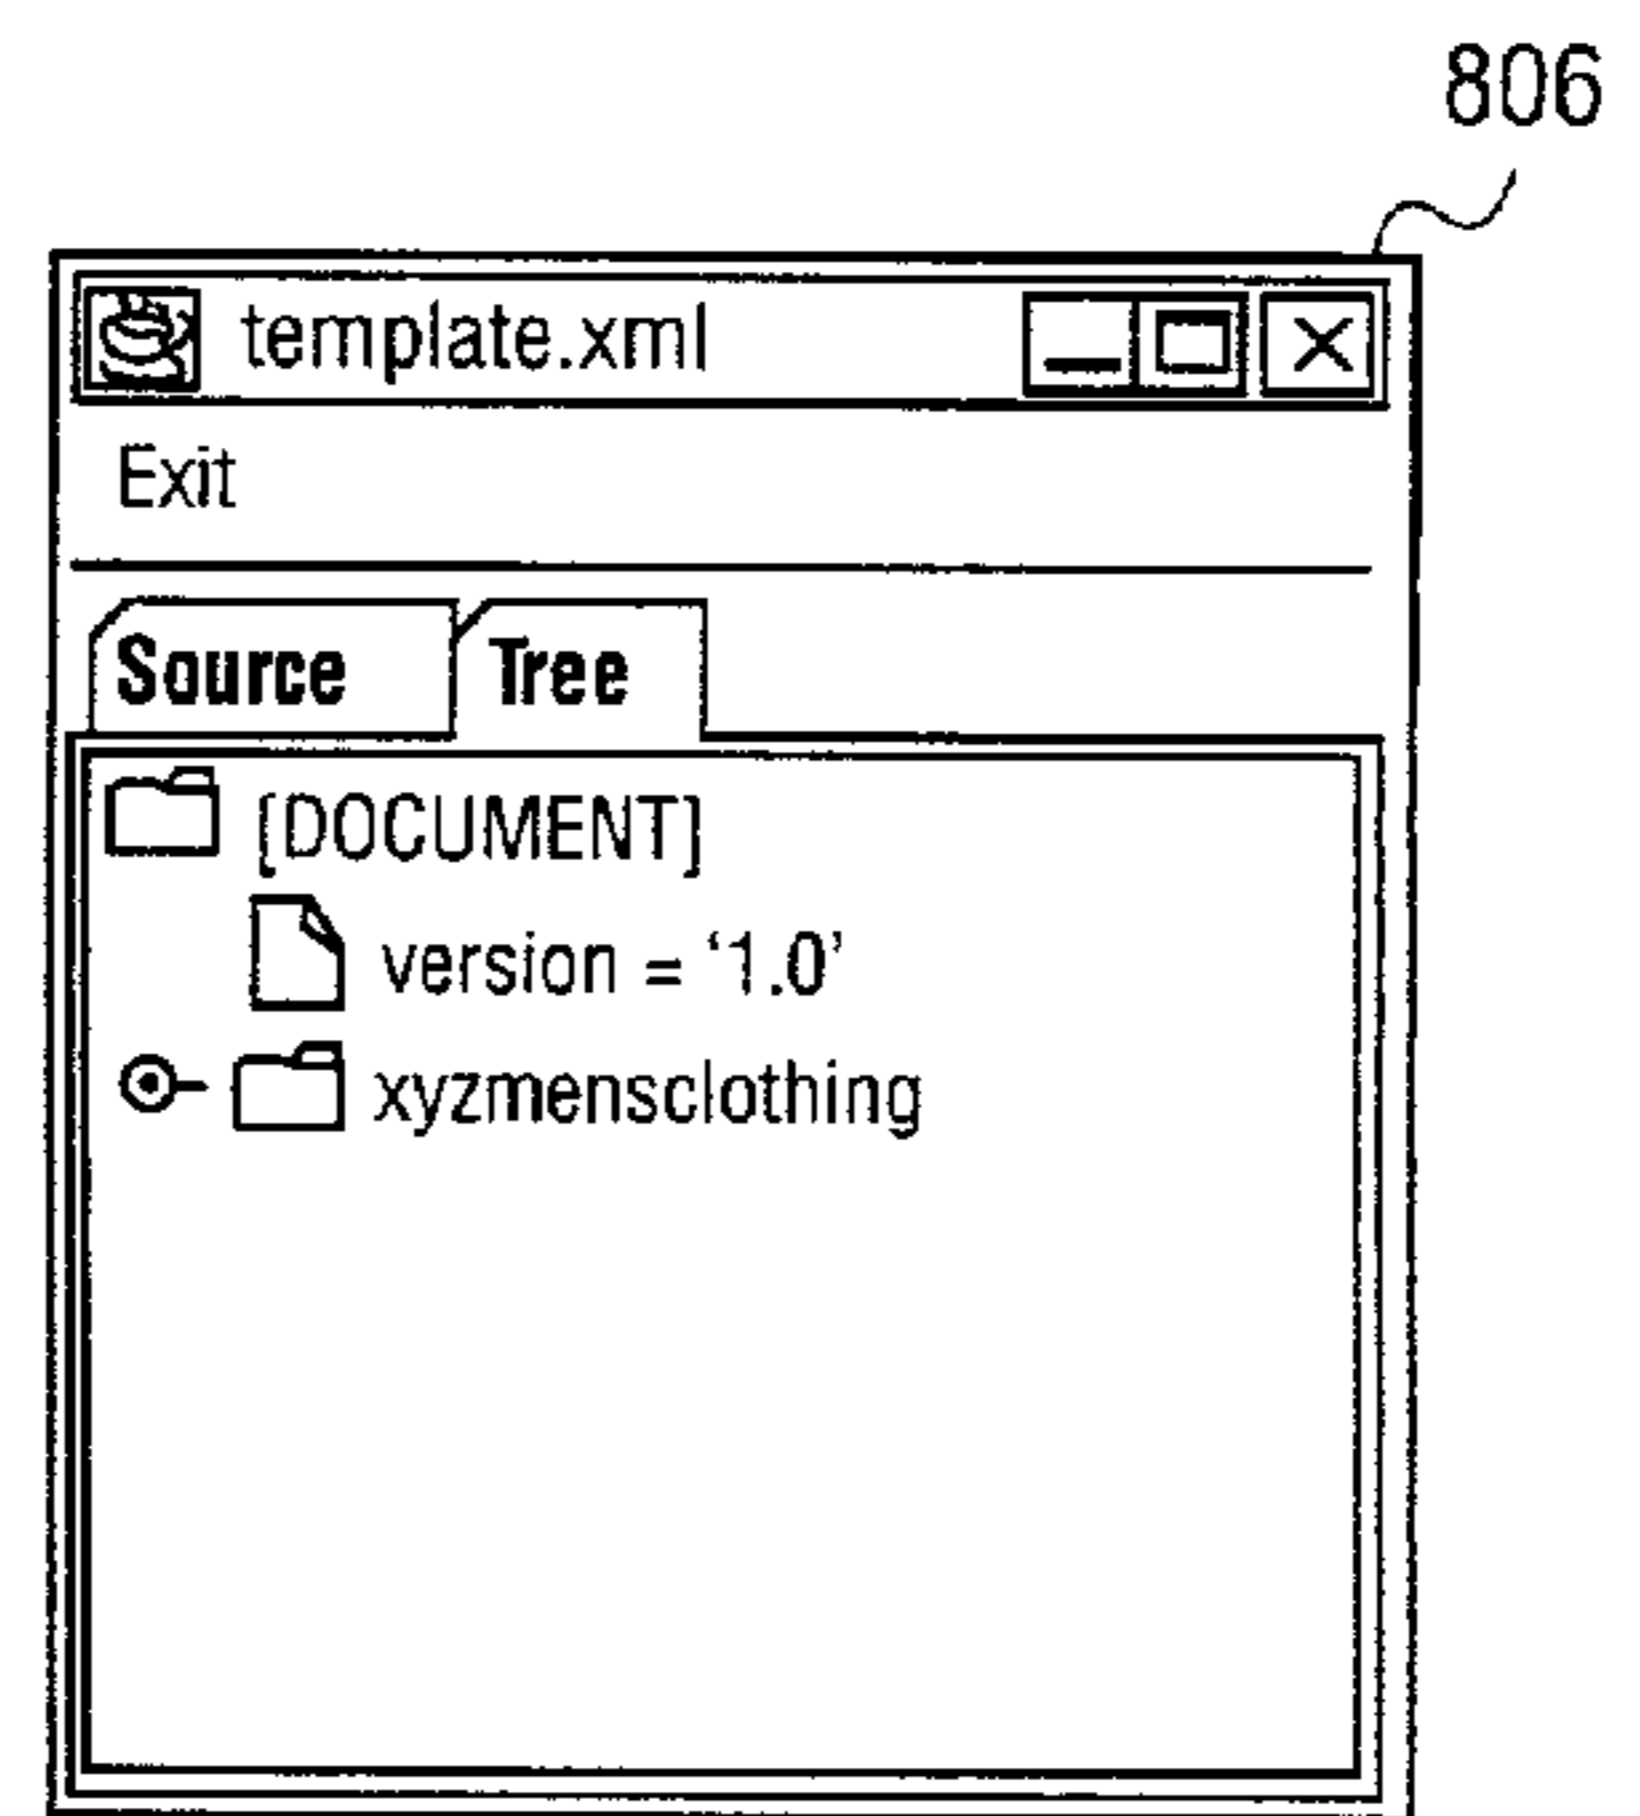 806
template.xml
Exit
Source Tree
[DOCUMENT]
version = ‘1.0’
xyzmensclothing